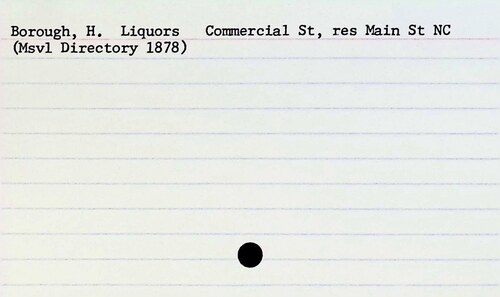 Borough, H.  Liquors   Commercial St, res Main St NC
(Msvl Directory 1878)